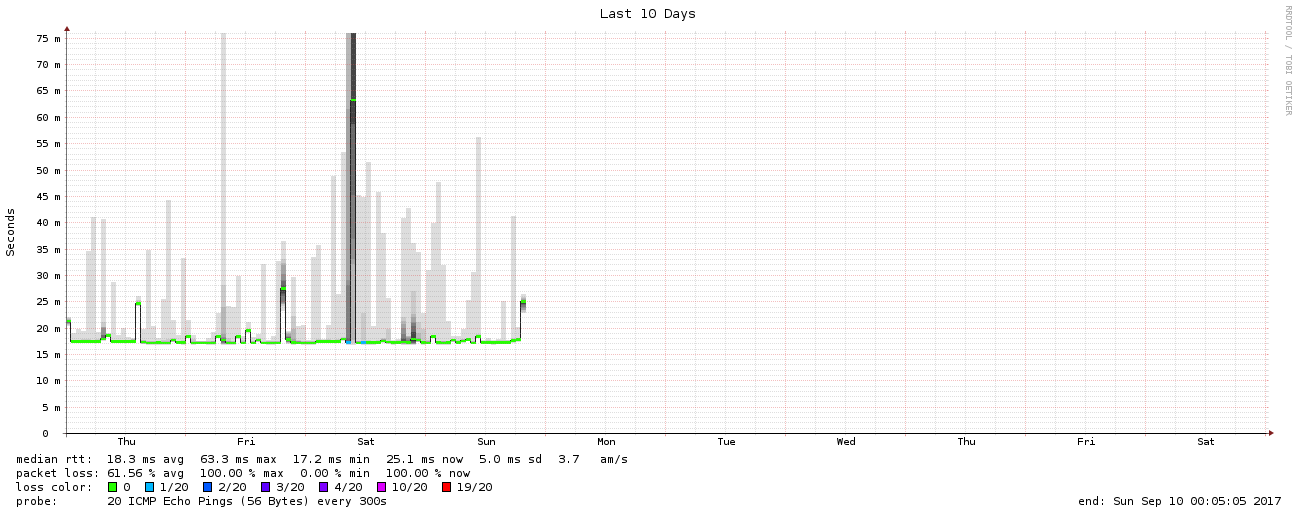 Last 10 Days
RRDTOOL / TOBI OETIKER
Seconds
75 m
70 m
65 m
60 m
55 m
50 m
45 m
40 m
35 m
30 m
25 m
20 m
15 m
10 m
5 m
0
Thu Fri Sat Sun Mon Tue Wed Thu Fri Sat
median rtt: 18.3 ms avg 63.3 ms max 17.2 ms min 25.1 ms now 5.0 ms sd 3.7 am/s
packet loss: 61.56 % avg 100.00 % max 0.00 % min 100.00 % now
loss color: 0 1/20 2/20 3/20 4/20 10/20 19/20
probe: 20 ICMP Echo Pings (56 Bytes) every 300s end: Sun Sep 10 00:05:05 2017